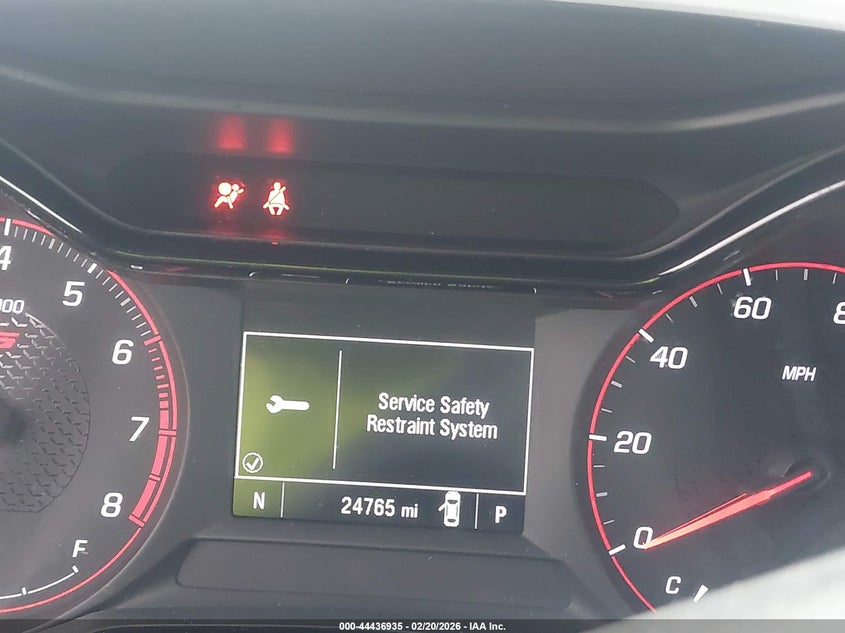 4
5
6
7
8
F
Service Safety
Restraint System
N
24765 mi
P
0
20
40
60
MPH
C
000-44436935 - 02/20/2026 - IAA Inc.